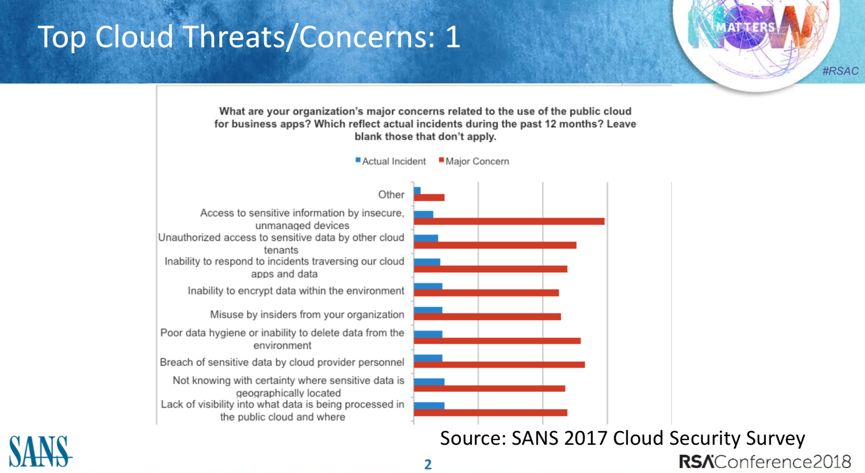 Top Cloud Threats/Concerns: 1
MATTERS
NOW
#RSAC
What are your organization's major concerns related to the use of the public cloud
for business apps? Which reflect actual incidents during the past 12 months? Leave
blank those that don't apply.
Actual Incident Major Concern
Other
Access to sensitive information by insecure,
unmanaged devices
Unauthorized access to sensitive data by other cloud
tenants
Inability to respond to incidents traversing our cloud
apps and data
Inability to encrypt data within the environment
Misuse by insiders from your organization
Poor data hygiene or inability to delete data from the
environment
Breach of sensitive data by cloud provider personnel
Not knowing with certainty where sensitive data is
geographically located
Lack of visibility into what data is being processed in
the public cloud and where
Source: SANS 2017 Cloud Security Survey
SANS
2
RSAConference2018